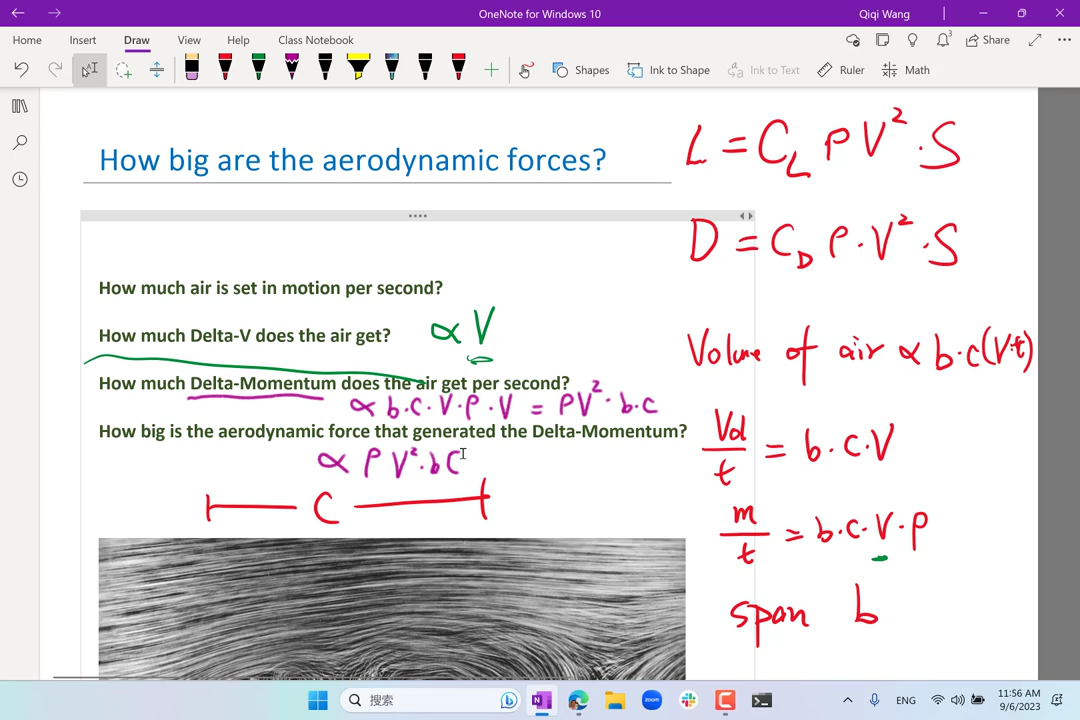 OneNote for Windows 10
Qiqi Wang
Home Insert Draw View Help Class Notebook
Share
Shapes Ink to Shape Ink to Text Ruler Math
How big are the aerodynamic forces?
L = C_L ρV² · S
D = C_D ρ · V² · S
How much air is set in motion per second?
How much Delta-V does the air get? ∝ V
Volume of air ∝ b·c(V·t)
How much Delta-Momentum does the air get per second?
∝ b·c·V·ρ·V = ρV²·b·c
How big is the aerodynamic force that generated the Delta-Momentum?
Vol/t = b·c·V
∝ ρV²·bC
C
m/t = b·c·V·ρ
span b
搜索
ENG
11:56 AM
9/6/2023